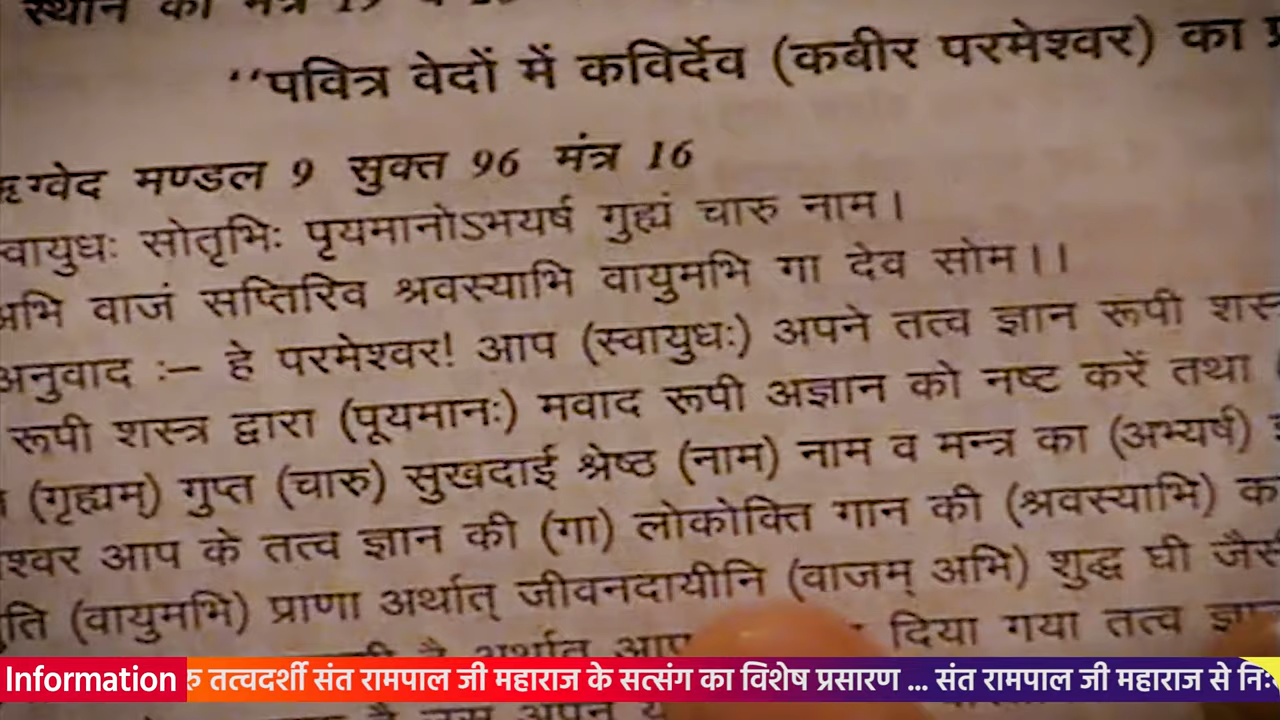 स्थान का मंत्र 19
''पवित्र वेदों में कविर्देव (कबीर परमेश्वर) का
ऋग्वेद मण्डल 9 सुक्त 96 मंत्र 16
स्वायुधः सोतृभिः पृयमानोऽभयर्ष गुह्यं चारु नाम।
अभि वाजं सप्तिरिव श्रवस्याभि वायुमभि गा देव सोम।।
अनुवाद :– हे परमेश्वर! आप (स्वायुधः) अपने तत्व ज्ञान रूपी शस्त्र
रूपी शस्त्र द्वारा (पूयमानः) मवाद रूपी अज्ञान को नष्ट करें तथा
(गृह्यम्) गुप्त (चारु) सुखदाई श्रेष्ठ (नाम) नाम व मन्त्र का (अभ्यर्ष)
श्वर आप के तत्व ज्ञान की (गा) लोकोक्ति गान की (श्रवस्याभि)
(वायुमभि) प्राणा अर्थात् जीवनदायीनि (वाजम् अभि) शुद्ध घी जैसी
है अर्थात् आप दिया गया तत्व
Information तत्वदर्शी संत रामपाल जी महाराज के सत्संग का विशेष प्रसारण ... संत रामपाल जी महाराज से